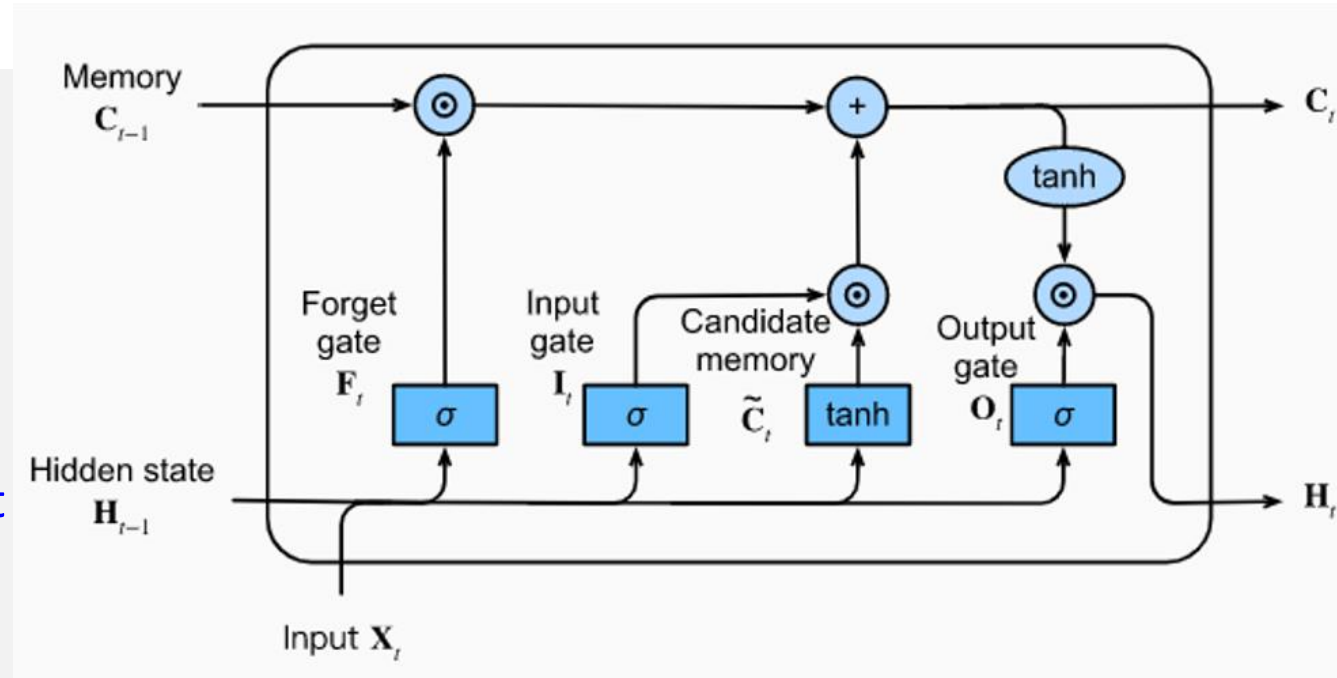 Memory
C_{t-1}
⊙
+
C_t
tanh
Forget
gate
F_t
Input
gate
I_t
Candidate
memory
C̃_t
⊙
Output
gate
O_t
⊙
σ
σ
tanh
σ
Hidden state
H_{t-1}
t
H_t
Input X_t